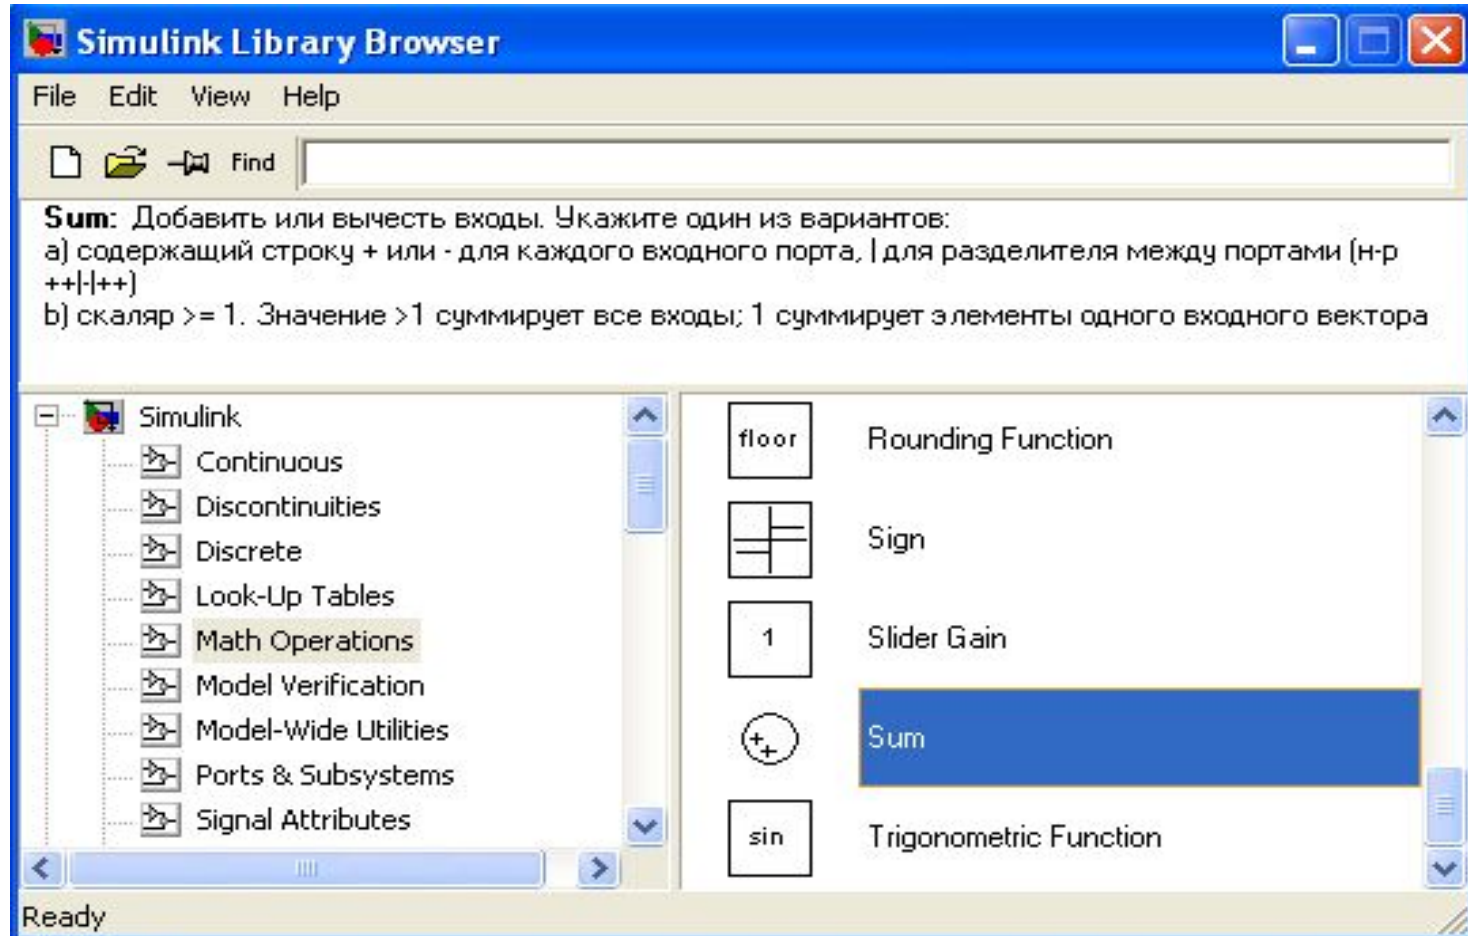 Simulink Library Browser
File Edit View Help
Find
Sum: Добавить или вычесть входы. Укажите один из вариантов:
a) содержащий строку + или - для каждого входного порта, | для разделителя между портами (н-р
++|-|++)
b) скаляр >= 1. Значение >1 суммирует все входы; 1 суммирует элементы одного входного вектора
Simulink
Continuous
Discontinuities
Discrete
Look-Up Tables
Math Operations
Model Verification
Model-Wide Utilities
Ports & Subsystems
Signal Attributes
floor Rounding Function
Sign
1 Slider Gain
++ Sum
sin Trigonometric Function
Ready